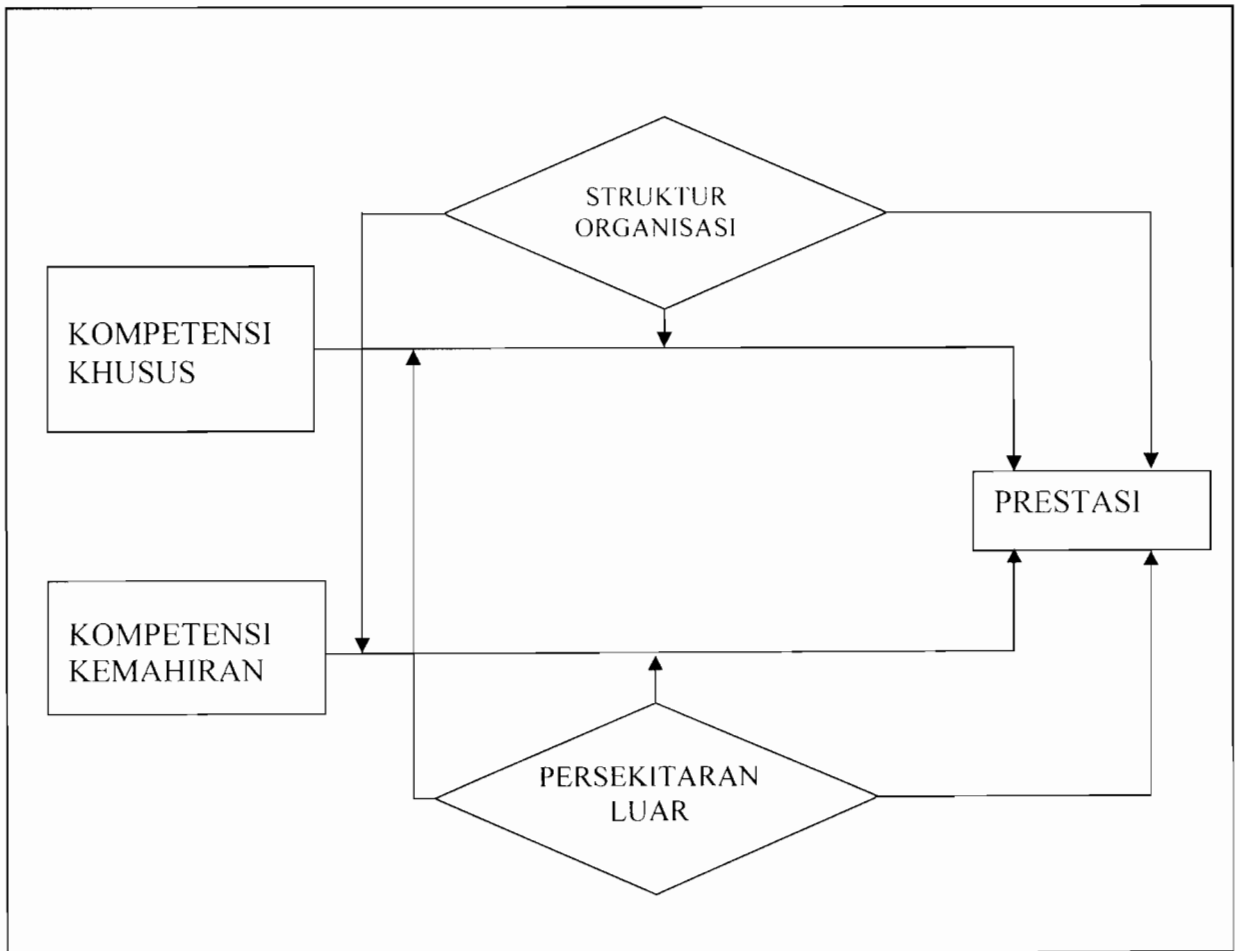 STRUKTUR
ORGANISASI
KOMPETENSI
KHUSUS
PRESTASI
KOMPETENSI
KEMAHIRAN
PERSEKITARAN
LUAR